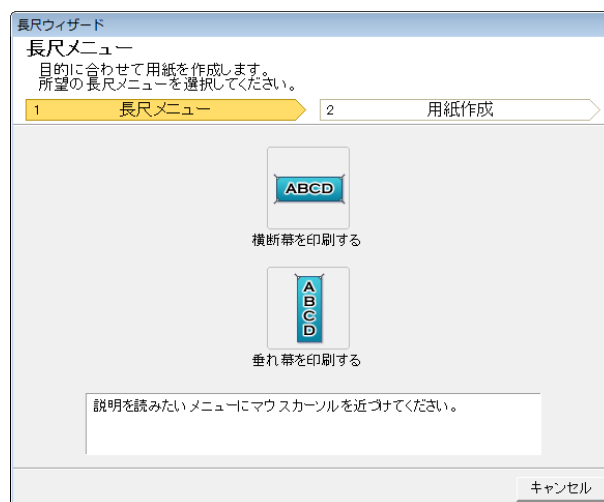 長尺ウィザード
長尺メニュー
目的に合わせて用紙を作成します。
所望の長尺メニューを選択してください。
1 長尺メニュー 2 用紙作成
ABCD
横断幕を印刷する
A
B
C
D
垂れ幕を印刷する
説明を読みたいメニューにマウスカーソルを近づけてください。
キャンセル